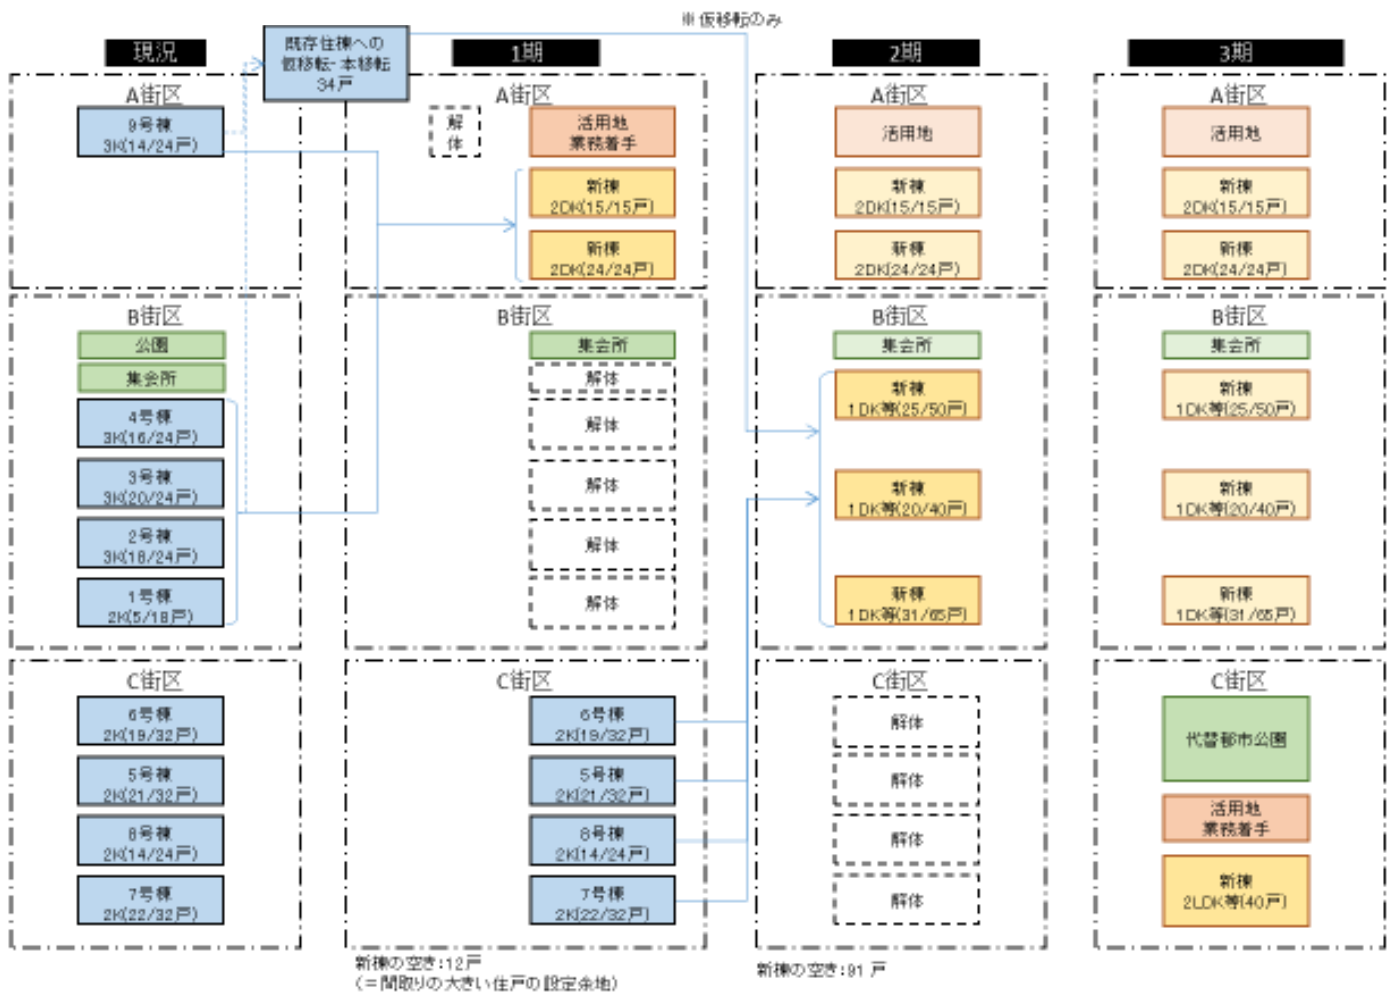 ※仮移転のみ
現況
既存住棟への
仮移転・本移転
34戸
1期
2期
3期
A街区
9号棟
3K(14/24戸)
A街区
解
体
活用地
業務着手
新棟
2DK(15/15戸)
新棟
2DK(24/24戸)
A街区
活用地
新棟
2DK(15/15戸)
新棟
2DK(24/24戸)
A街区
活用地
新棟
2DK(15/15戸)
新棟
2DK(24/24戸)
B街区
公園
集会所
4号棟
3K(16/24戸)
3号棟
3K(20/24戸)
2号棟
3K(18/24戸)
1号棟
2K(5/18戸)
B街区
集会所
解体
解体
解体
解体
解体
B街区
集会所
新棟
1DK等(25/50戸)
新棟
1DK等(20/40戸)
新棟
1DK等(31/65戸)
B街区
集会所
新棟
1DK等(25/50戸)
新棟
1DK等(20/40戸)
新棟
1DK等(31/65戸)
C街区
6号棟
2K(19/32戸)
5号棟
2K(21/32戸)
8号棟
2K(14/24戸)
7号棟
2K(22/32戸)
C街区
6号棟
2K(19/32戸)
5号棟
2K(21/32戸)
8号棟
2K(14/24戸)
7号棟
2K(22/32戸)
C街区
解体
解体
解体
解体
C街区
代替都市公園
活用地
業務着手
新棟
2LDK等(40戸)
新棟の空き:12戸
(=間取りの大きい住戸の設定余地)
新棟の空き:91戸